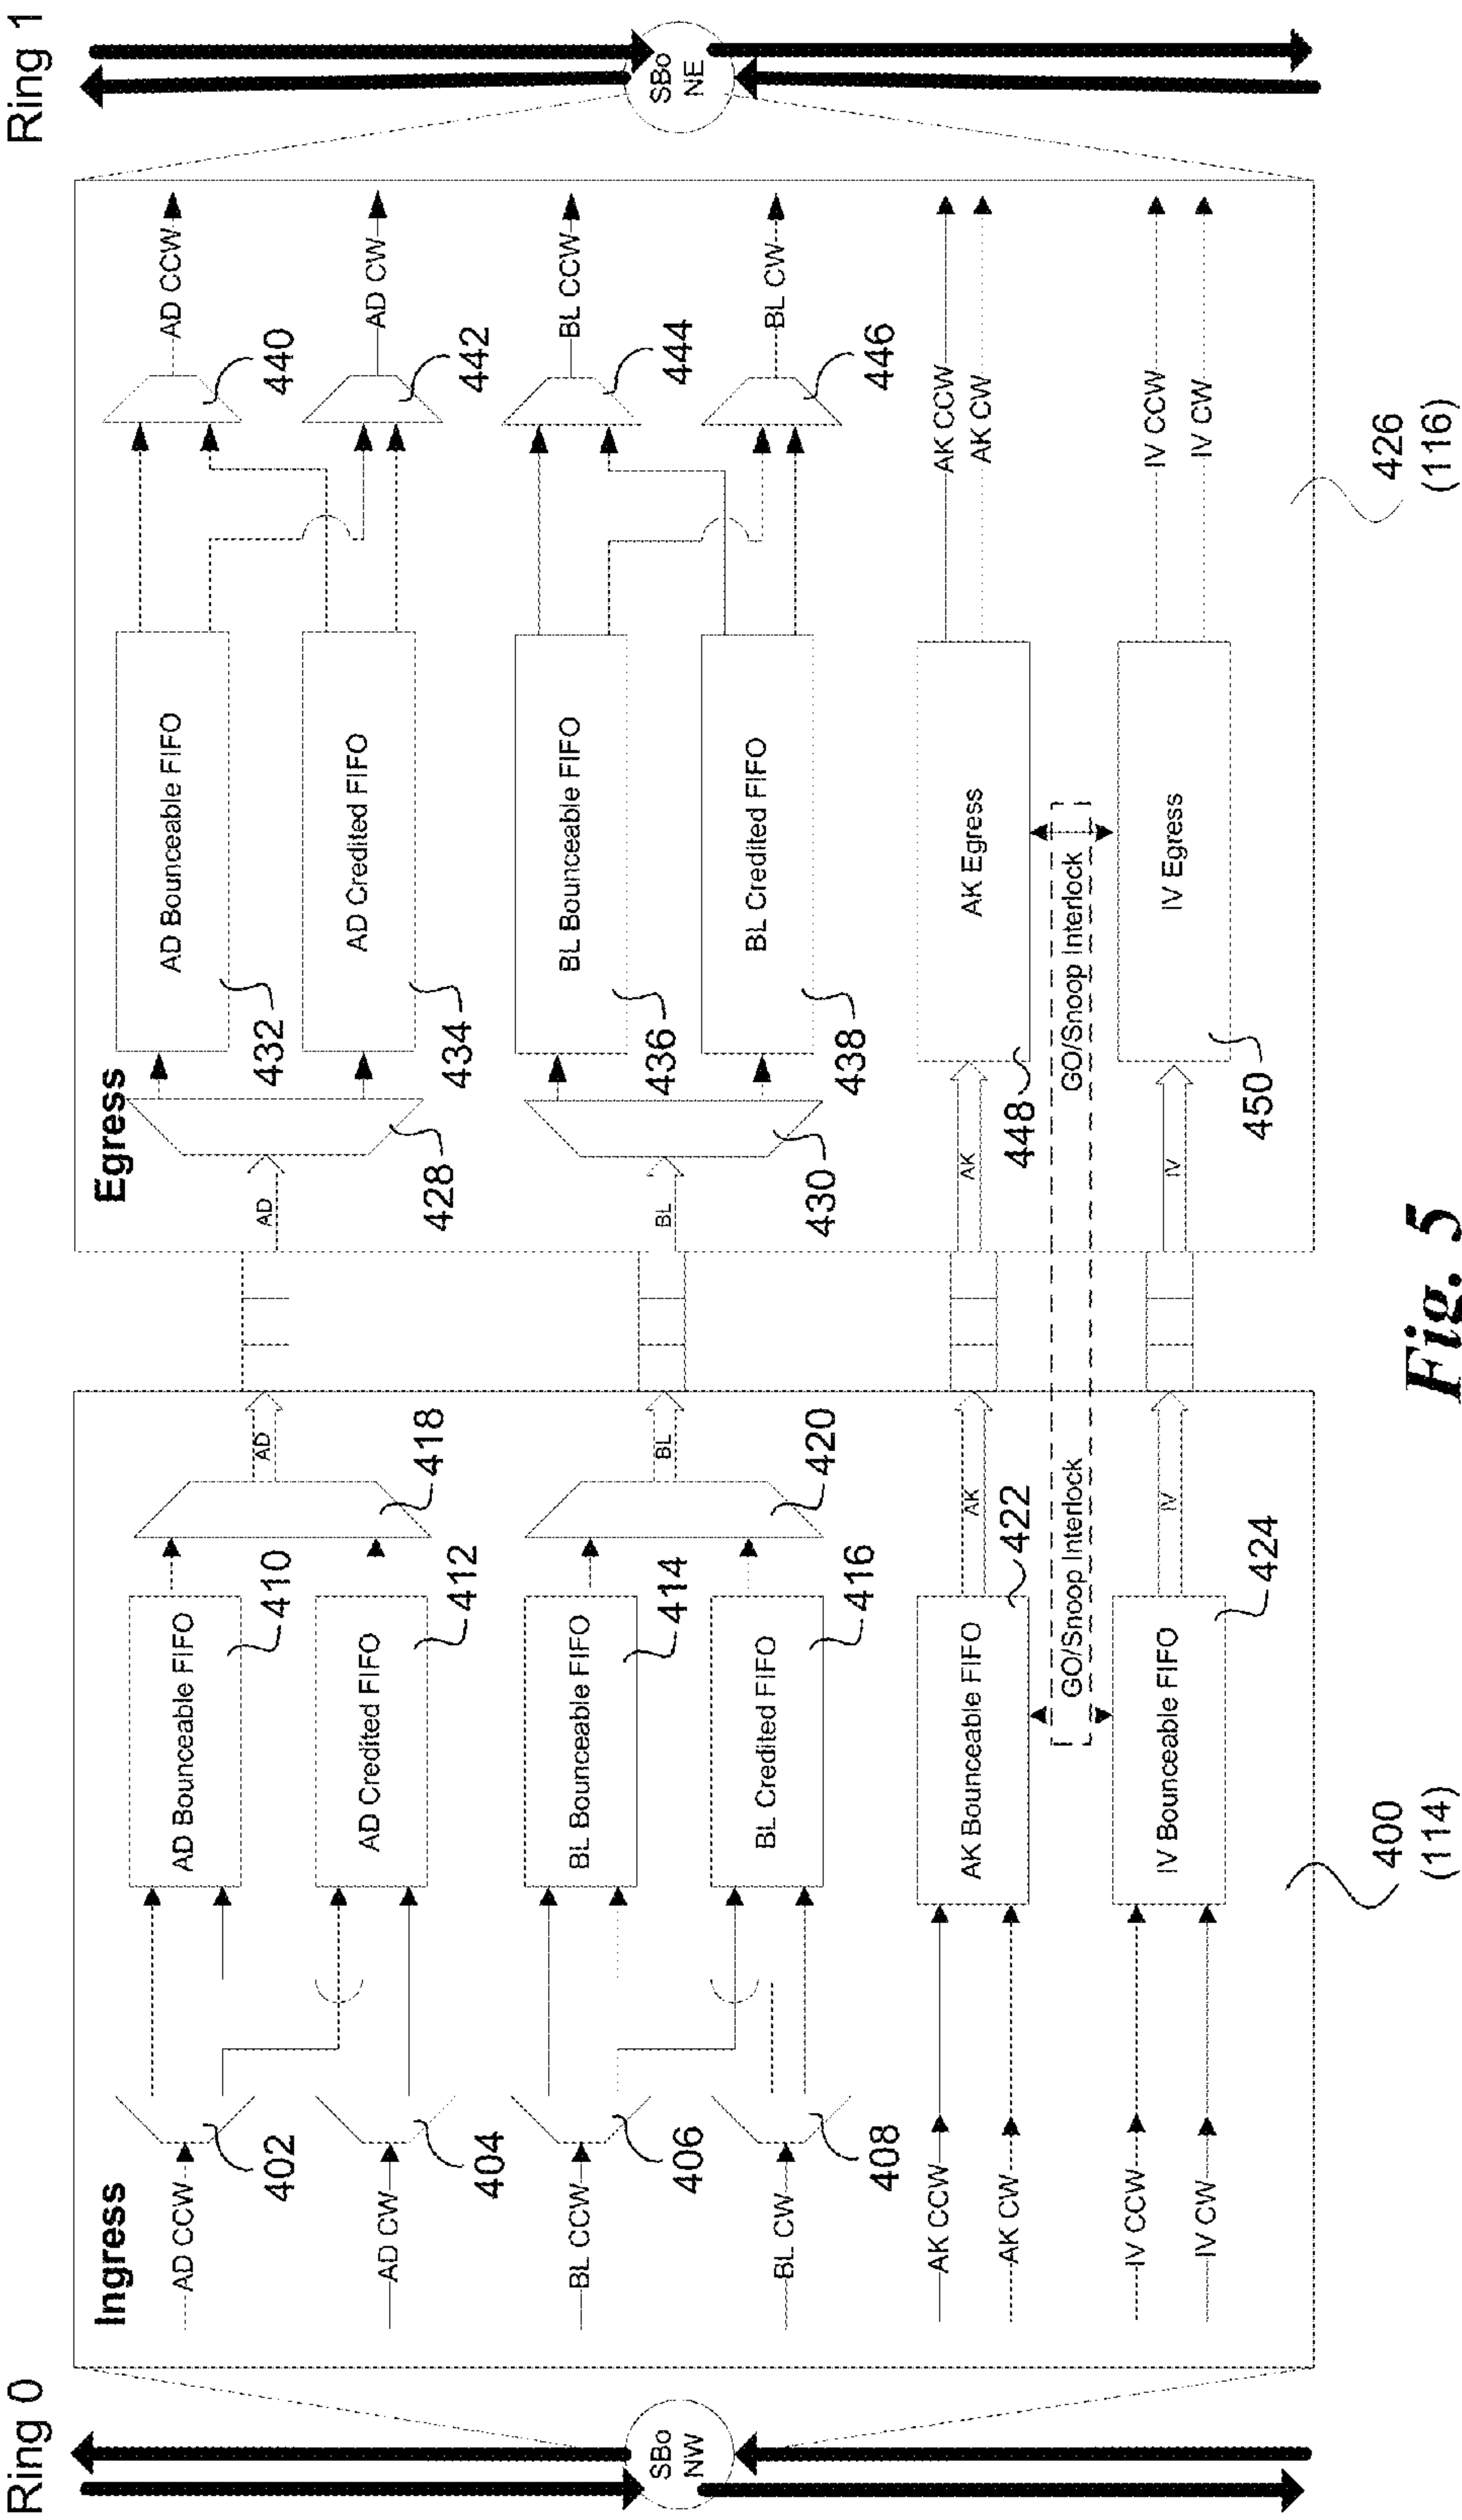 Ring 0
Ring 1
SBo
NW
SBo
NE
Ingress
AD CCW
402
AD CW
404
BL CCW
406
BL CW
408
AK CCW
AK CW
IV CCW
IV CW
AD Bounceable FIFO
410
AD Credited FIFO
412
BL Bounceable FIFO
414
BL Credited FIFO
416
AK Bounceable FIFO
422
GO/Snoop Interlock
IV Bounceable FIFO
424
418
420
AD
BL
AK
IV
400
(114)
Egress
AD
428
BL
430
AK
448
IV
450
AD Bounceable FIFO
432
AD Credited FIFO
434
BL Bounceable FIFO
436
BL Credited FIFO
438
AK Egress
GO/Snoop Interlock
IV Egress
440
AD CCW
442
AD CW
444
BL CCW
446
BL CW
AK CCW
AK CW
IV CCW
IV CW
426
(116)
Fig. 5